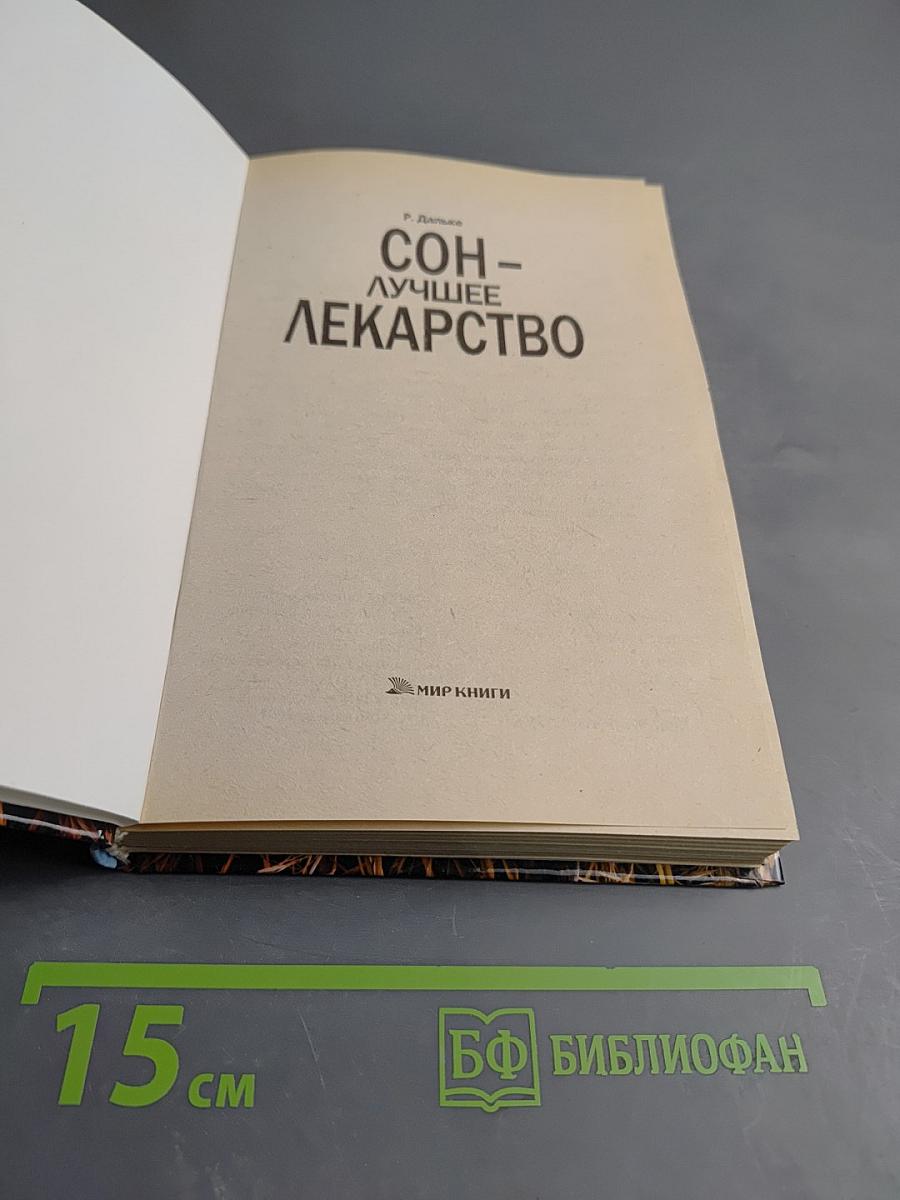 Р. Дальке
СОН –
ЛУЧШЕЕ
ЛЕКАРСТВО
МИР КНИГИ
15 см
БФ БИБЛИОФАН